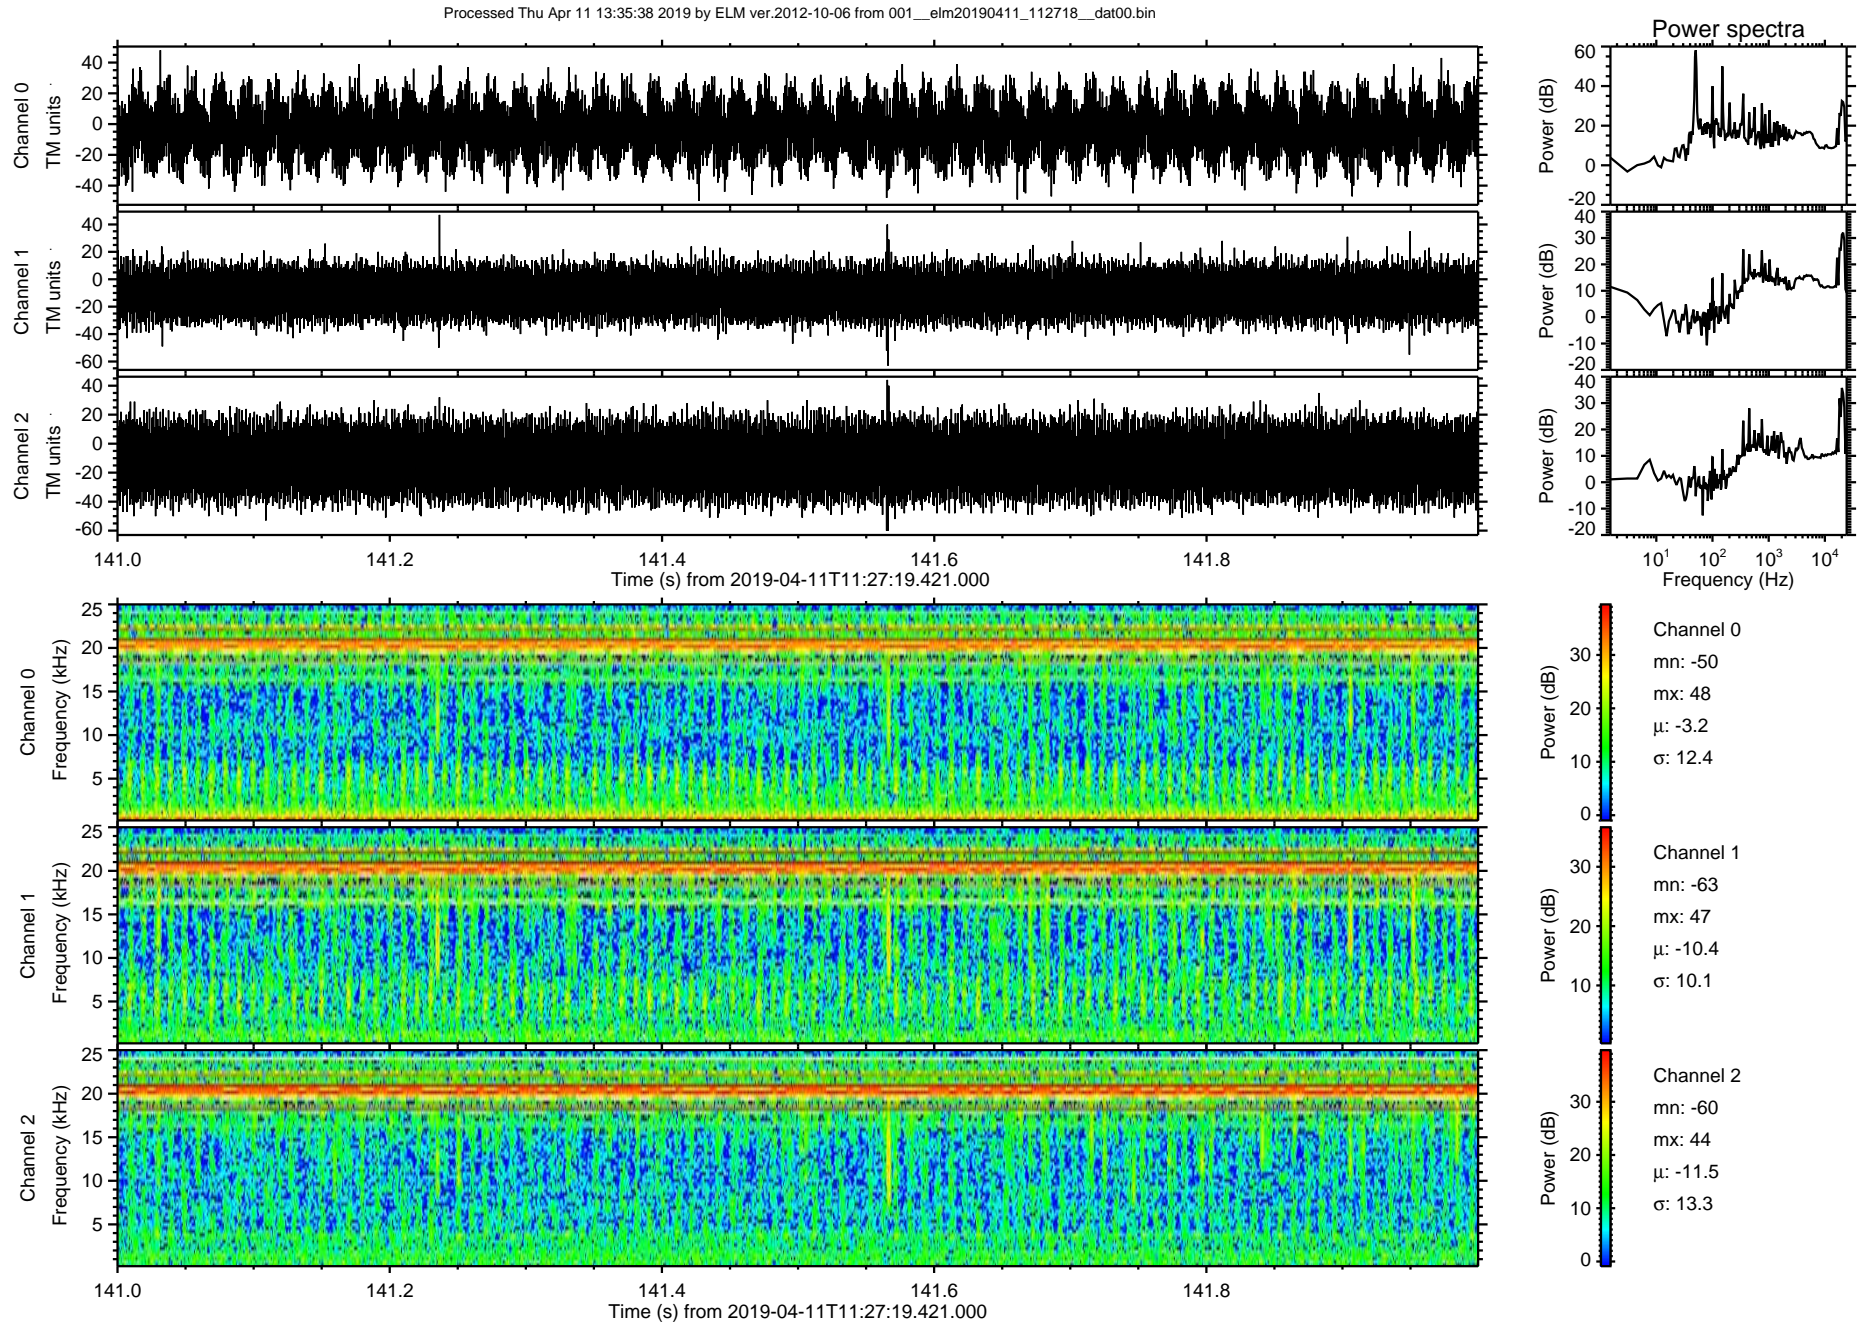 Processed Thu Apr 11 13:35:38 2019 by ELM ver.2012-10-06 from 001__elm20190411_112718__dat00.bin
Power spectra
Channel 0
TM units
40
20
0
-20
-40
Power (dB)
60
40
20
0
-20
Channel 1
TM units
40
20
0
-20
-40
-60
Power (dB)
40
30
20
10
0
-10
-20
Channel 2
TM units
40
20
0
-20
-40
-60
Power (dB)
40
30
20
10
0
-10
-20
141.0 141.2 141.4 141.6 141.8
Time (s) from 2019-04-11T11:27:19.421.000
10¹ 10² 10³ 10⁴
Frequency (Hz)
Channel 0
Frequency (kHz)
25
20
15
10
5
Power (dB)
30
20
10
0
Channel 0
mn: -50
mx: 48
µ: -3.2
σ: 12.4
Channel 1
Frequency (kHz)
25
20
15
10
5
Power (dB)
30
20
10
Channel 1
mn: -63
mx: 47
µ: -10.4
σ: 10.1
Channel 2
Frequency (kHz)
25
20
15
10
5
Power (dB)
30
20
10
0
Channel 2
mn: -60
mx: 44
µ: -11.5
σ: 13.3
141.0 141.2 141.4 141.6 141.8
Time (s) from 2019-04-11T11:27:19.421.000